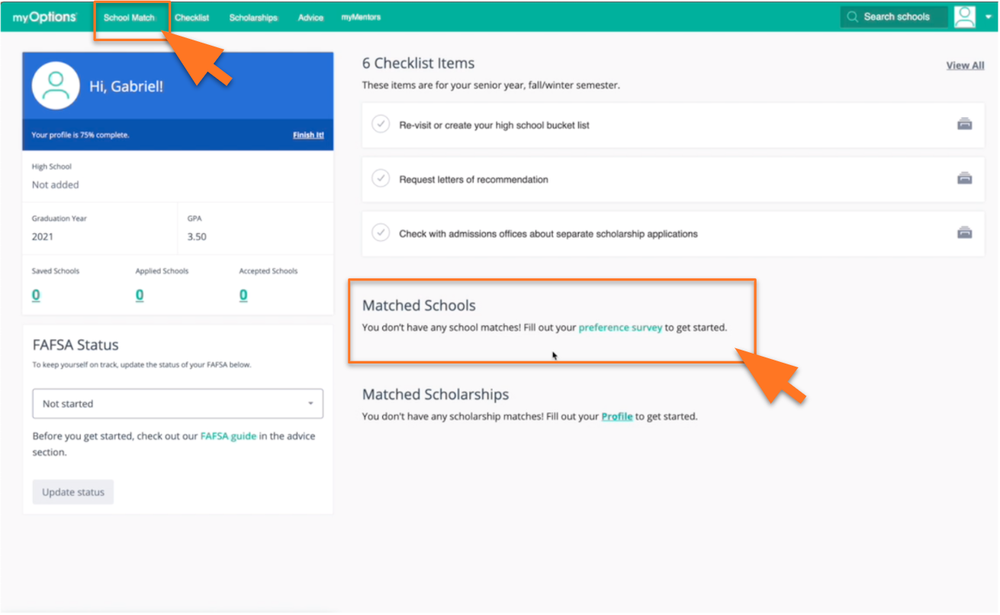 myOptions School Match Checklist Scholarships Advice myMentors Search schools
Hi, Gabriel!
Your profile is 75% complete. Finish It!
High School
Not added
Graduation Year GPA
2021 3.50
Saved Schools Applied Schools Accepted Schools
0 0 0
FAFSA Status
To keep yourself on track, update the status of your FAFSA below.
Not started
Before you get started, check out our FAFSA guide in the advice
section.
Update status
6 Checklist Items View All
These items are for your senior year, fall/winter semester.
Re-visit or create your high school bucket list
Request letters of recommendation
Check with admissions offices about separate scholarship applications
Matched Schools
You don't have any school matches! Fill out your preference survey to get started.
Matched Scholarships
You don't have any scholarship matches! Fill out your Profile to get started.